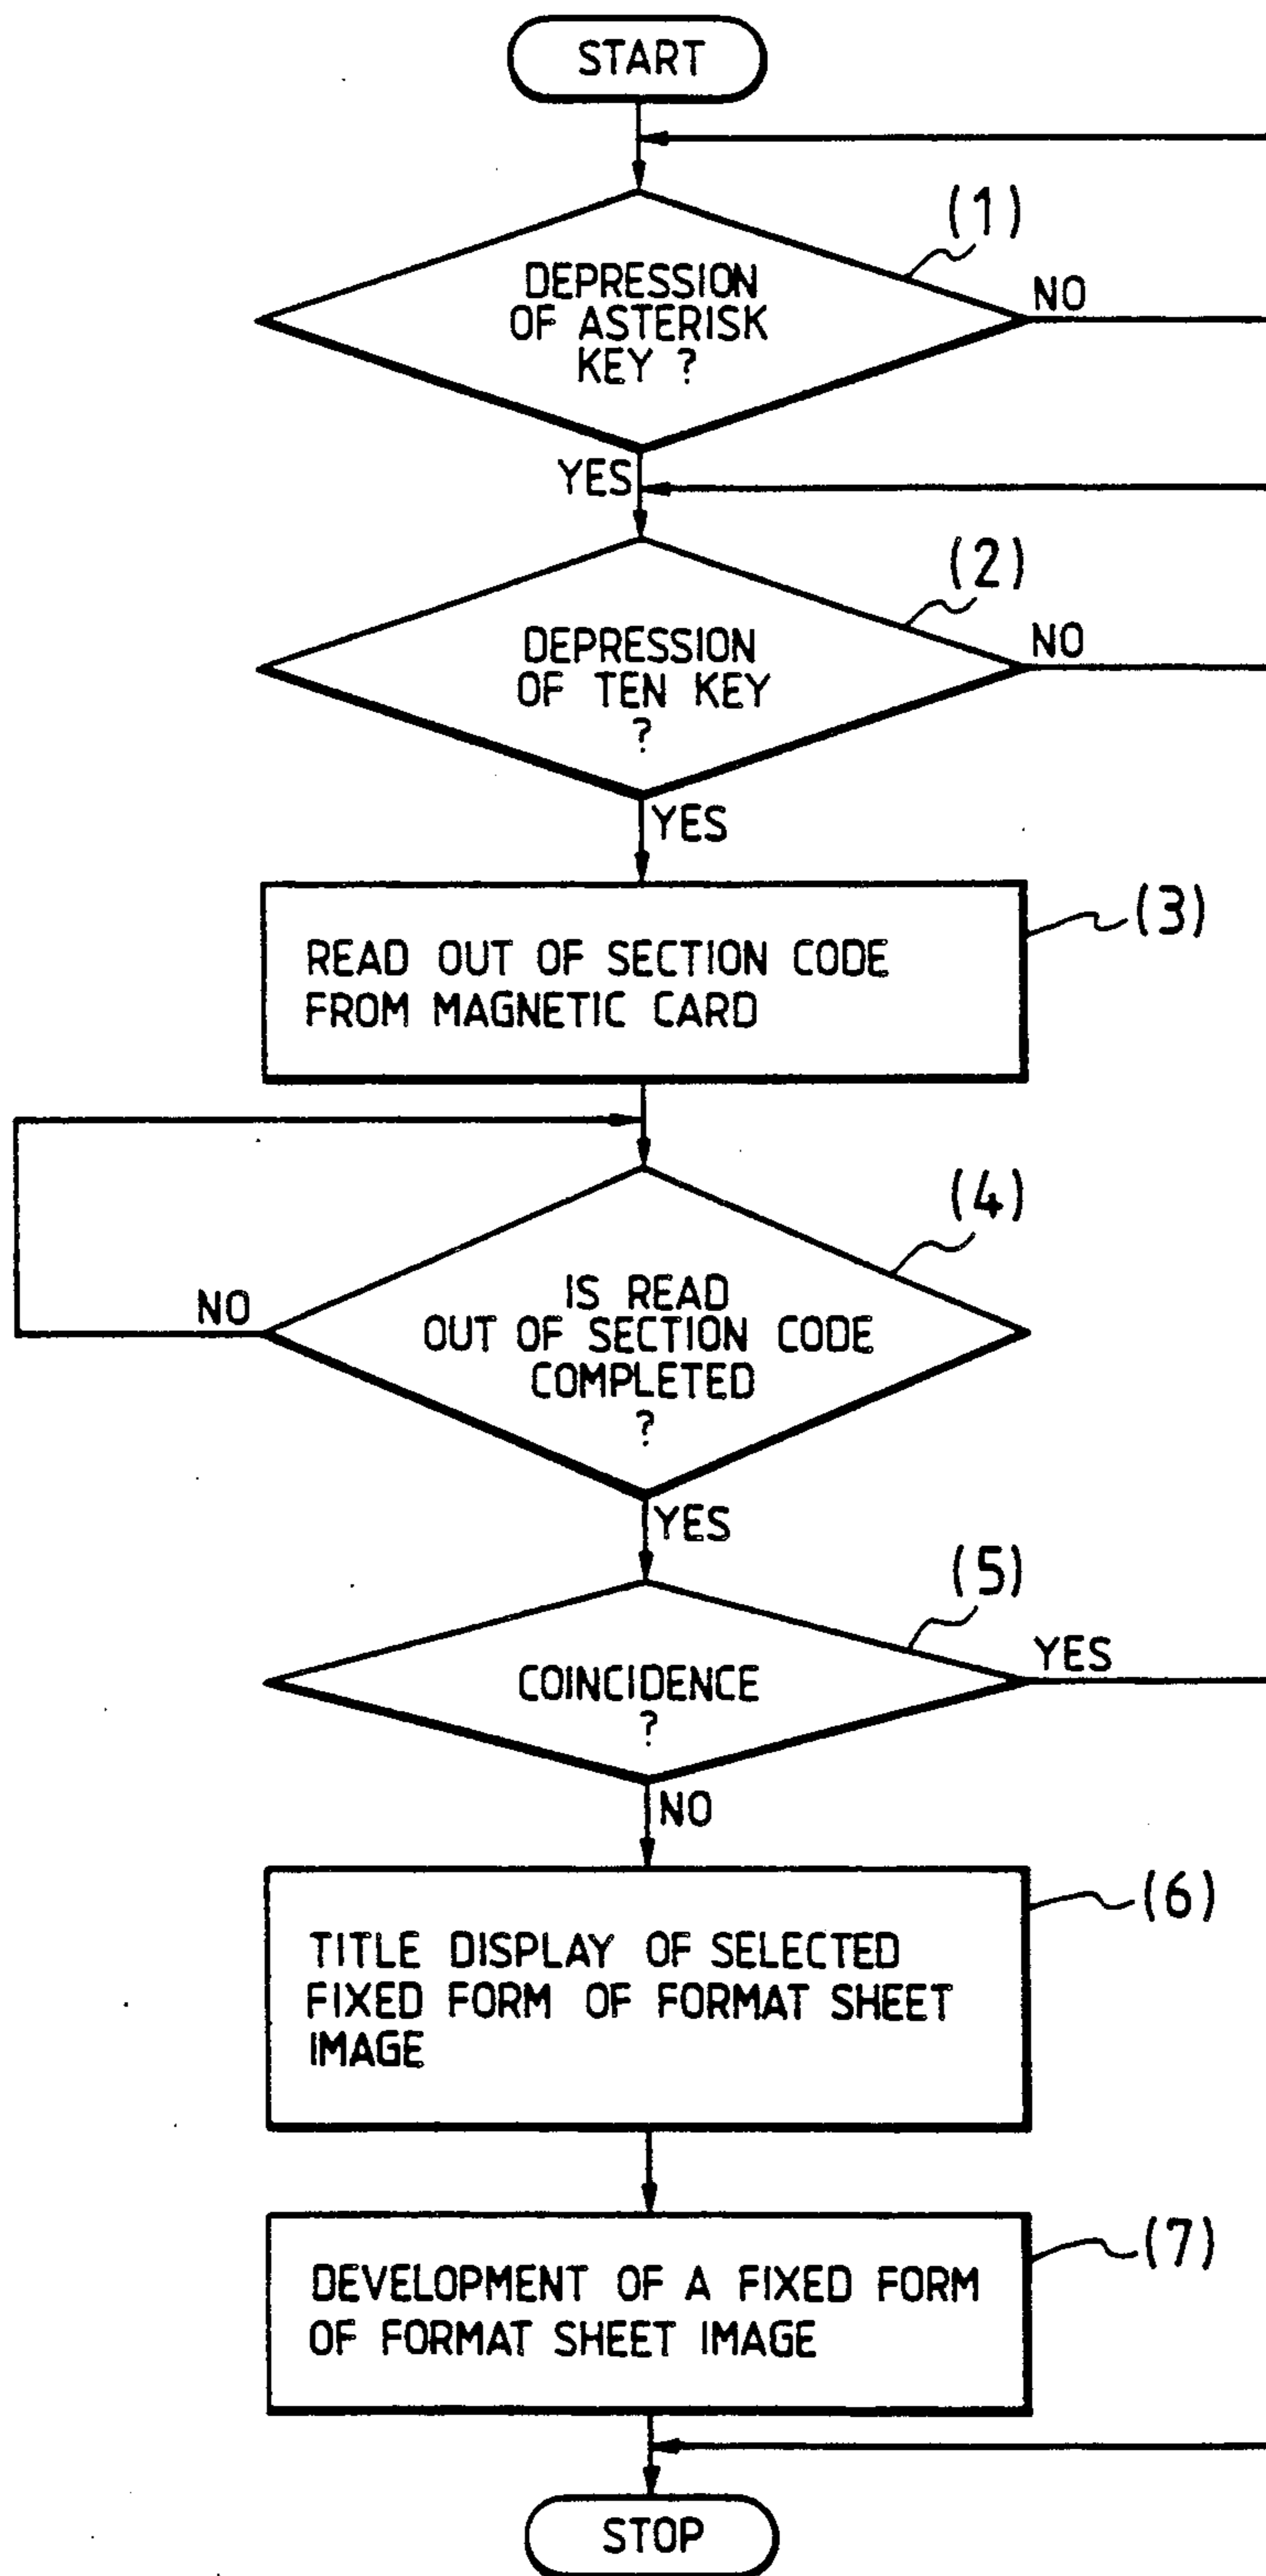 START
(1)
DEPRESSION
OF ASTERISK
KEY ?
NO
YES
(2)
DEPRESSION
OF TEN KEY
?
NO
YES
(3)
READ OUT OF SECTION CODE
FROM MAGNETIC CARD
(4)
IS READ
OUT OF SECTION CODE
COMPLETED
?
NO
YES
(5)
COINCIDENCE
?
YES
NO
(6)
TITLE DISPLAY OF SELECTED
FIXED FORM OF FORMAT SHEET
IMAGE
(7)
DEVELOPMENT OF A FIXED FORM
OF FORMAT SHEET IMAGE
STOP